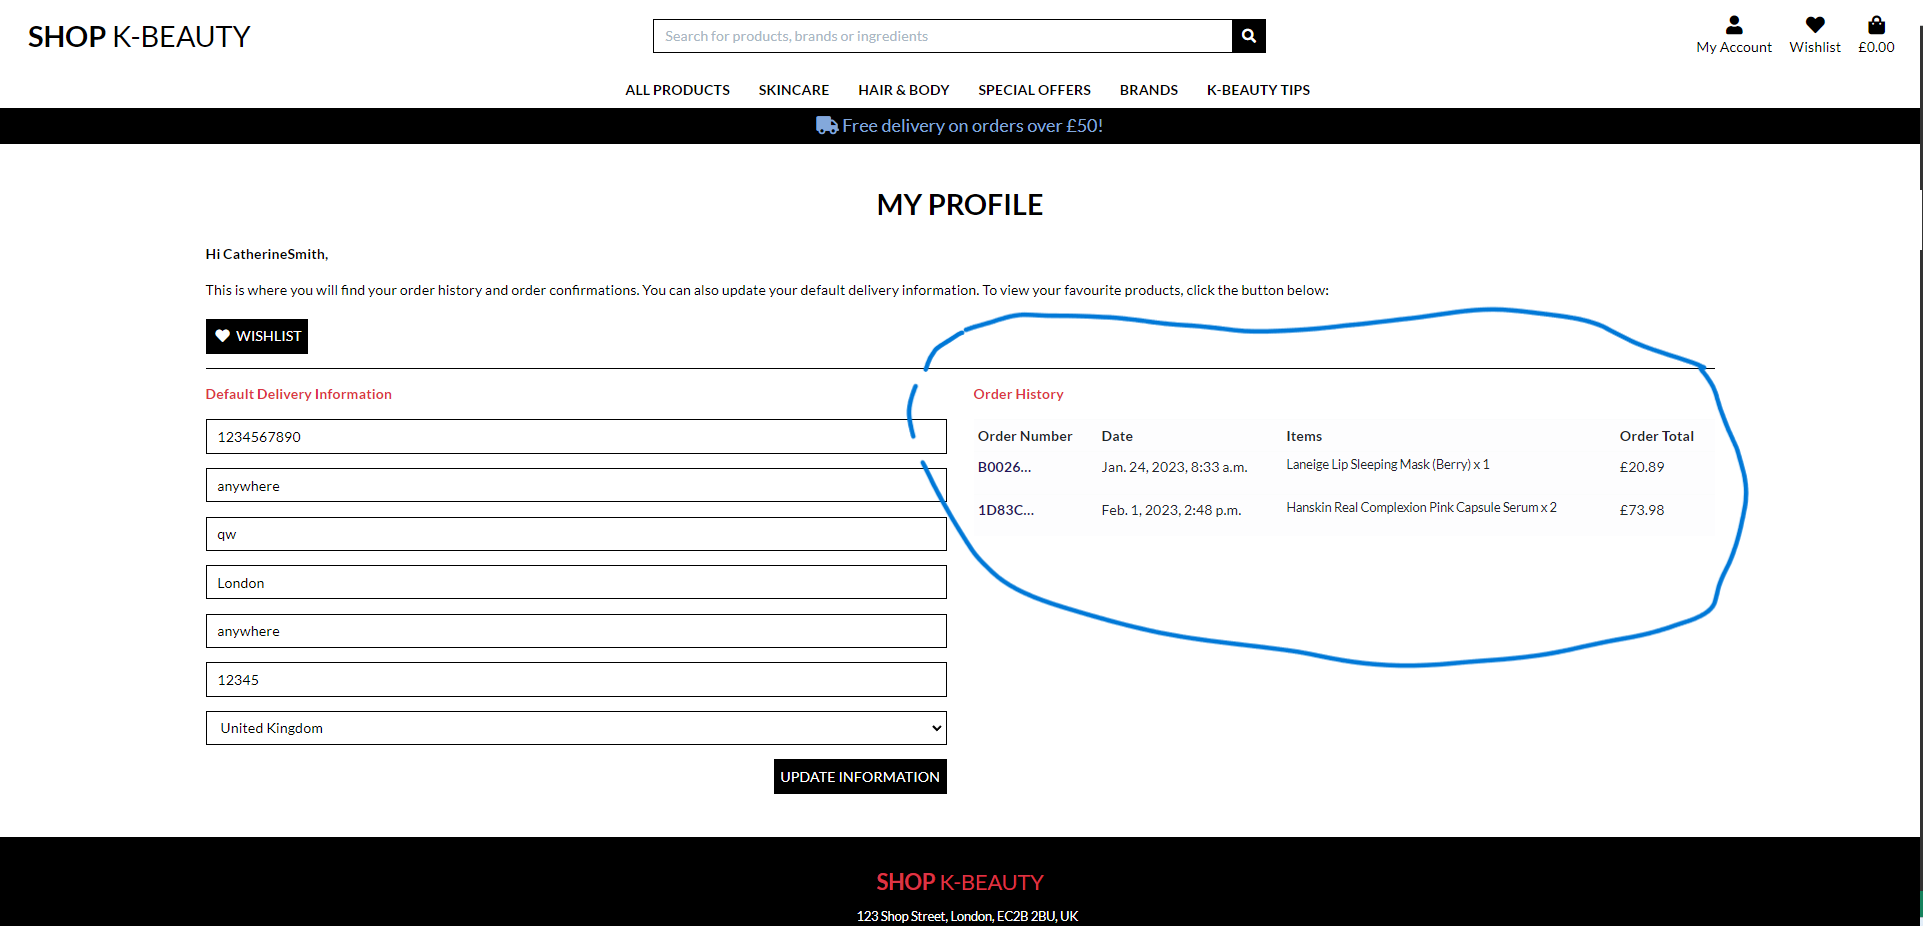 SHOP K-BEAUTY
Search for products, brands or ingredients
My Account
Wishlist
£0.00
ALL PRODUCTS SKINCARE HAIR & BODY SPECIAL OFFERS BRANDS K-BEAUTY TIPS
Free delivery on orders over £50!
MY PROFILE
Hi CatherineSmith,
This is where you will find your order history and order confirmations. You can also update your default delivery information. To view your favourite products, click the button below:
WISHLIST
Default Delivery Information
1234567890
anywhere
qw
London
anywhere
12345
United Kingdom
UPDATE INFORMATION
Order History
Order Number Date Items Order Total
B0026... Jan. 24, 2023, 8:33 a.m. Laneige Lip Sleeping Mask (Berry) x 1 £20.89
1D83C... Feb. 1, 2023, 2:48 p.m. Hanskin Real Complexion Pink Capsule Serum x 2 £73.98
SHOP K-BEAUTY
123 Shop Street, London, EC2B 2BU, UK